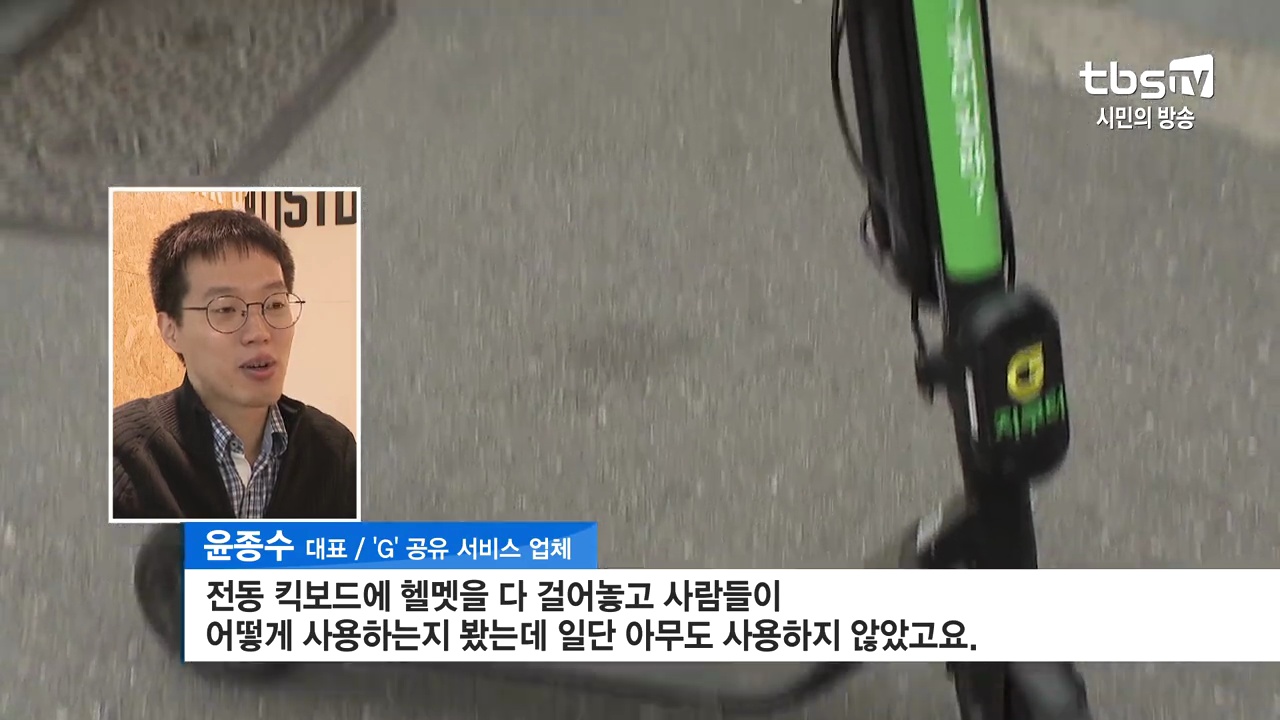 tbsTV
시민의 방송
윤종수 대표 / 'G' 공유 서비스 업체
전동 킥보드에 헬멧을 다 걸어놓고 사람들이
어떻게 사용하는지 봤는데 일단 아무도 사용하지 않았고요.